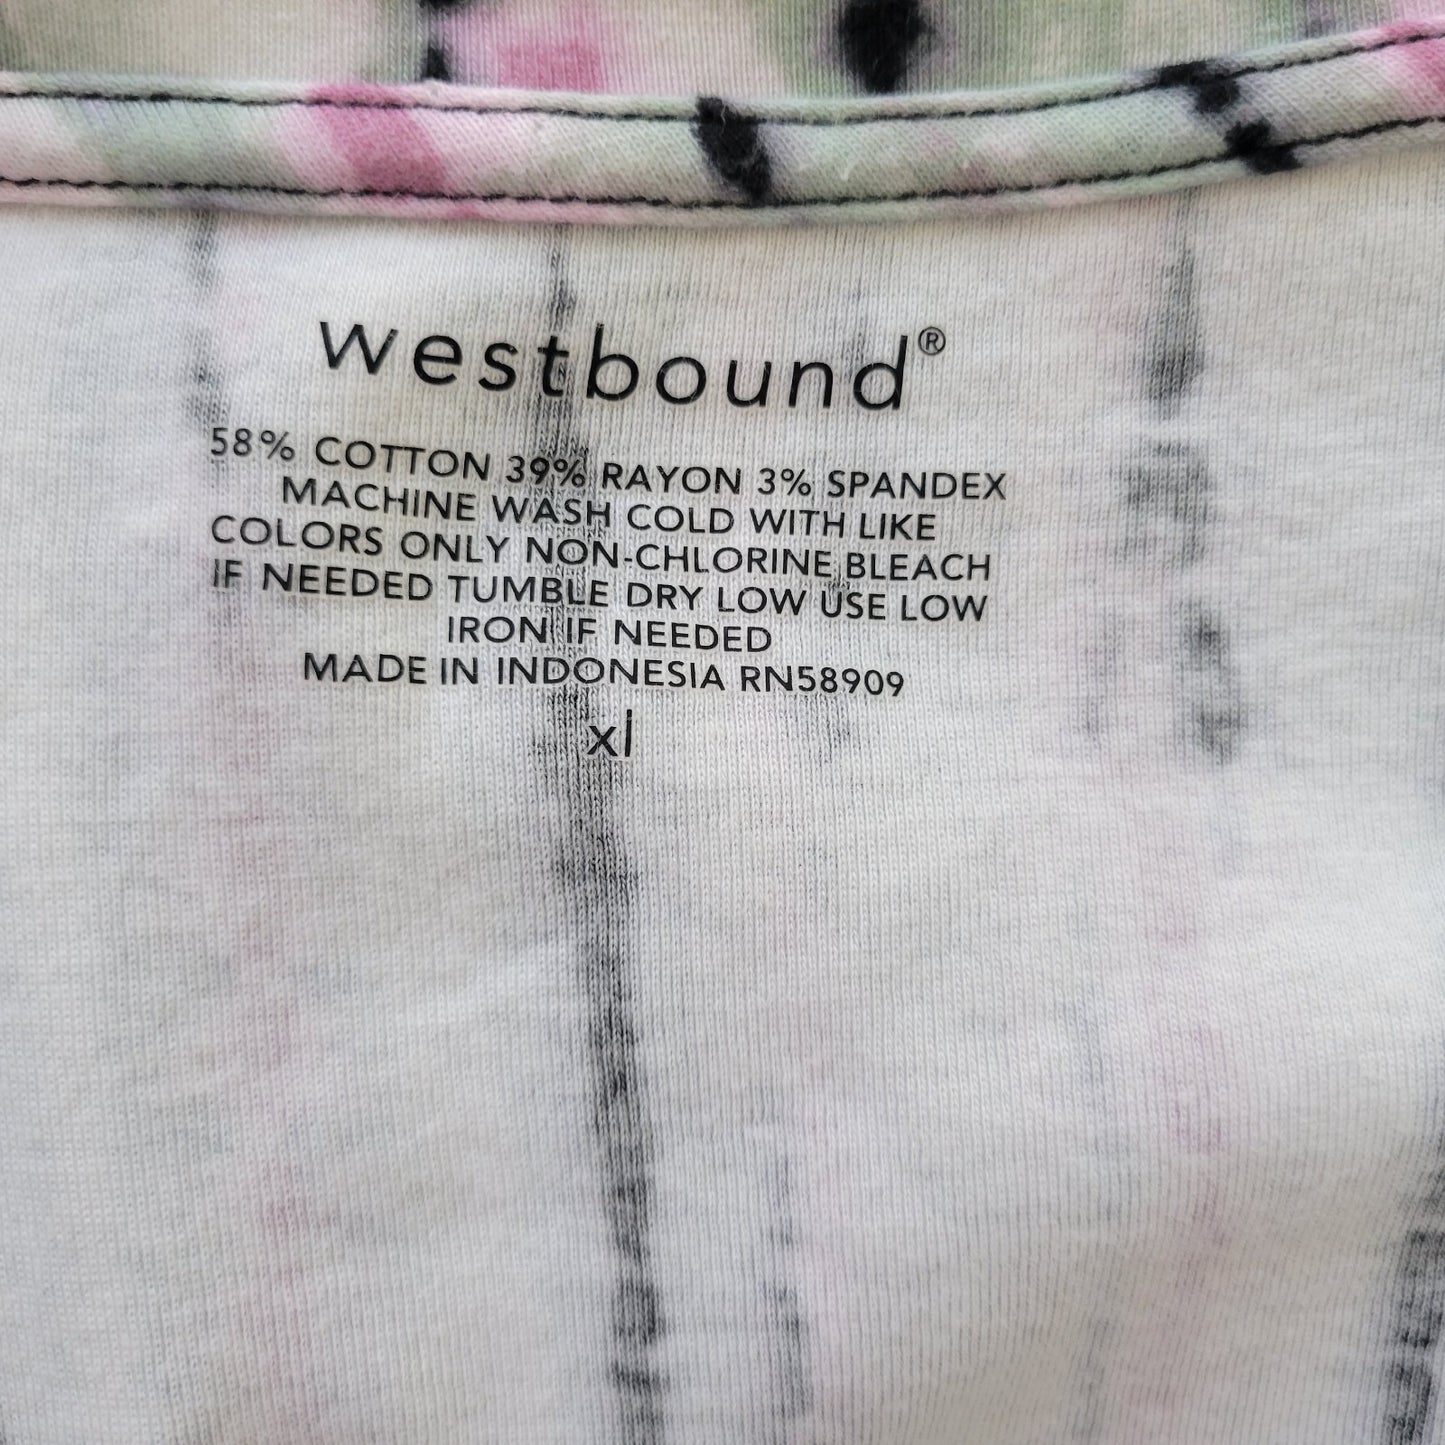 westbound®
58% COTTON 39% RAYON 3% SPANDEX
MACHINE WASH COLD WITH LIKE
COLORS ONLY NON-CHLORINE BLEACH
IF NEEDED TUMBLE DRY LOW USE LOW
IRON IF NEEDED
MADE IN INDONESIA RN58909
xl